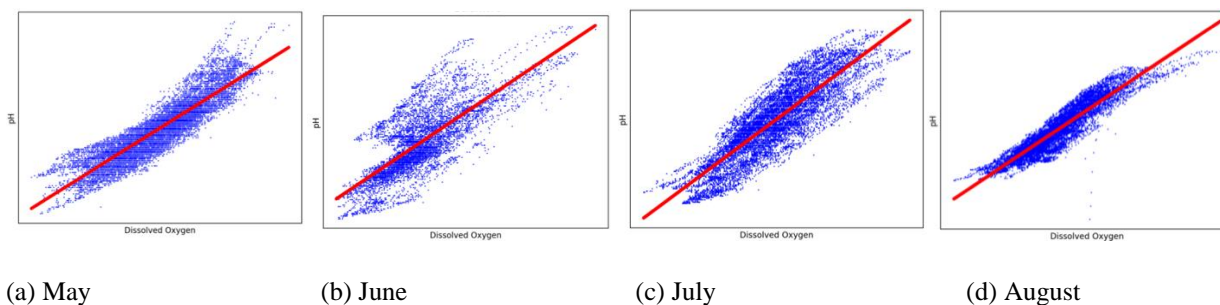 pH
Dissolved Oxygen
pH
Dissolved Oxygen
pH
Dissolved Oxygen
pH
Dissolved Oxygen
(a) May
(b) June
(c) July
(d) August